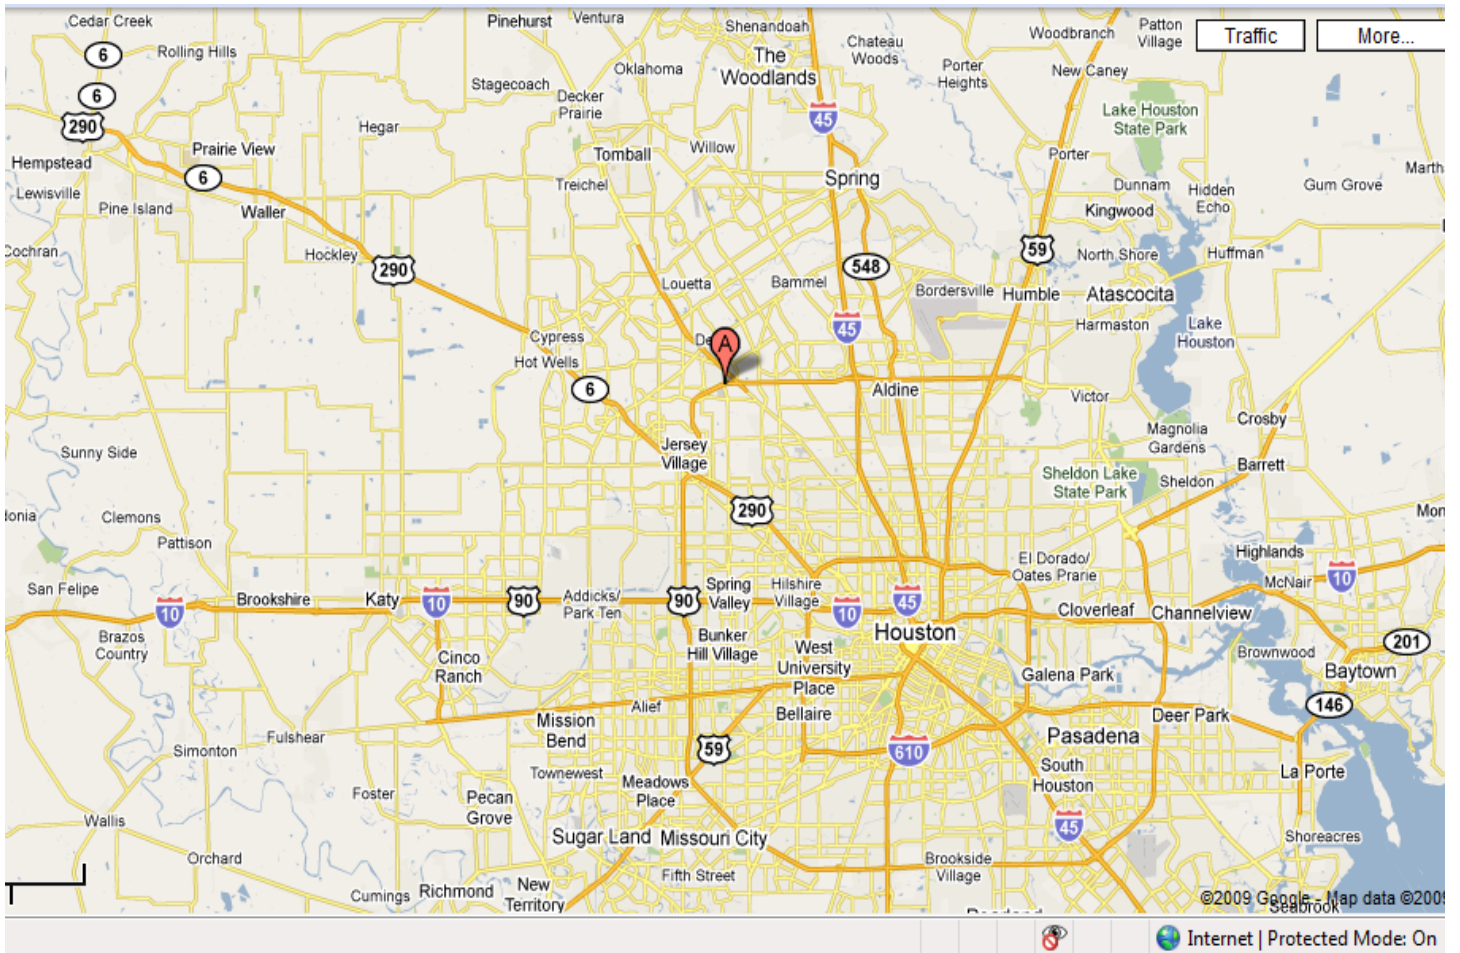 Cedar Creek
Pinehurst
Ventura
Shenandoah
Woodbranch
Patton
Village
Traffic
More...
6
Rolling Hills
The
Woodlands
Chateau
Woods
Oklahoma
Porter
Heights
New Caney
Stagecoach
Decker
Prairie
6
290
Hegar
45
Lake Houston
State Park
Prairie View
Hempstead
Tomball
Willow
Porter
6
Spring
Lewisville
Treichel
Dunnam
Hidden
Echo
Gum Grove
Pine Island
Waller
Kingwood
Cochran
Hockley
290
59
North Shore
Huffman
548
Louetta
Bammel
Bordersville
Humble
Atascocita
Harmaston
Lake
Houston
45
Cypress
A
Hot Wells
6
Aldine
Victor
Crosby
Jersey
Village
Magnolia
Gardens
Sunny Side
Barrett
Sheldon Lake
State Park
Sheldon
290
Clemons
Pattison
Highlands
El Dorado/
Oates Prarie
McNair
10
San Felipe
Brookshire
Katy
10
10
90
Addicks/
Park Ten
90
Spring
Valley
Hilshire
Village
10
45
Cloverleaf
Channelview
Houston
Brazos
Country
Bunker
Hill Village
West
University
Place
201
Brownwood
Cinco
Ranch
Galena Park
Baytown
Alief
Bellaire
146
Mission
Bend
Deer Park
Fulshear
Simonton
59
610
Pasadena
South
Houston
La Porte
Townewest
Meadows
Place
Foster
Pecan
Grove
Wallis
Sugar Land
Missouri City
45
Shoreacres
Orchard
Brookside
Village
Fifth Street
Cumings
Richmond
New
Territory
©2009 Google - Map data ©2009
Seabrook
Internet | Protected Mode: On